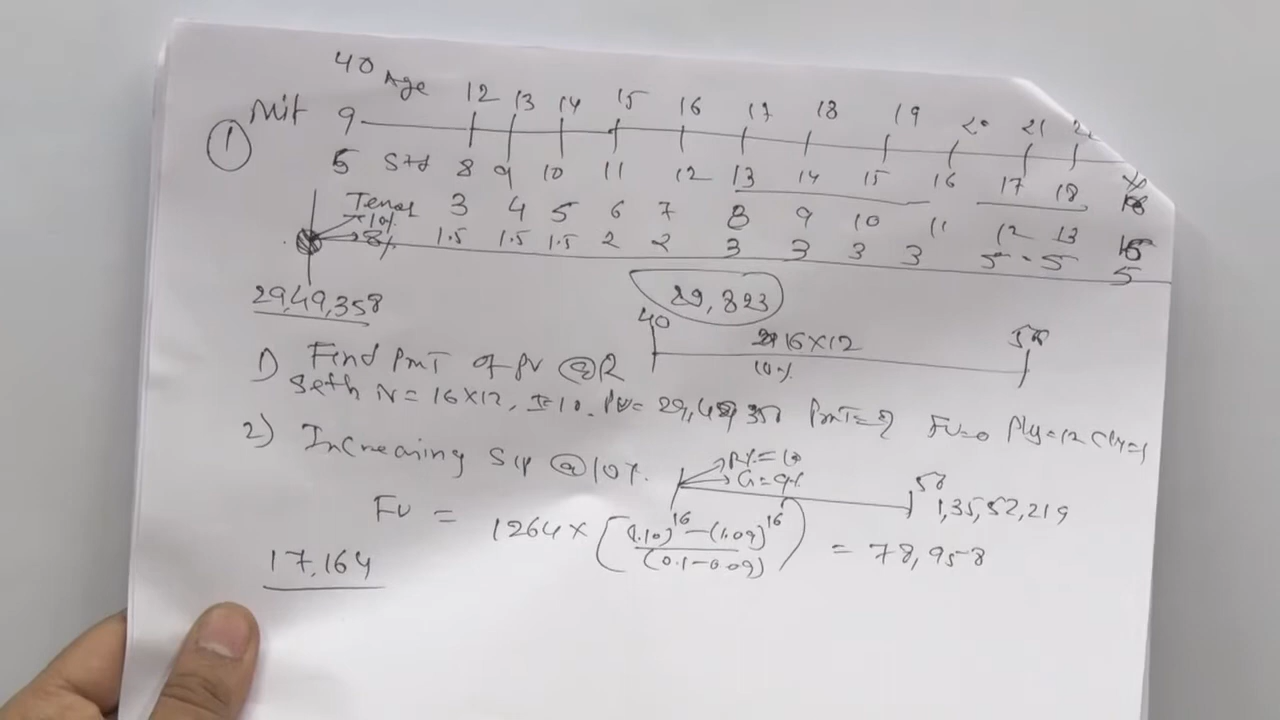 40 Age 12 13 14 15 16 17 18 19 20 21
① Mit 9
5 Std 8 9 10 11 12 13 14 15 16 17 18
Tenor 3 4 5 6 7 8 9 10 11 12 13 15
10%
8% 1.5 1.5 1.5 2 2 3 3 3 3 5 5 5
29,49,358
29,823
40 16×12 58
10%
1) Find PMT of PV @R
Seth N = 16×12, I=10. PV= 29,49,358 PMT=? FV=0 P/y=12 C/y=1
2) Increasing SIP @10%.
R%=10
G=9% 58
1,35,52,219
FV = 1264 × ((1.10)^16 - (1.09)^16 / (0.1-0.09)) = 78,958
17,164